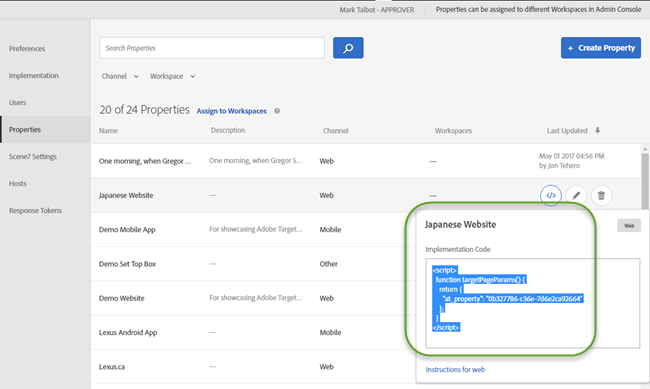 Mark Talbot - APPROVER
Properties can be assigned to different Workspaces in Admin Console
Preferences
Implementation
Users
Properties
Scene7 Settings
Hosts
Response Tokens
Search Properties
+ Create Property
Channel
Workspace
20 of 24 Properties Assign to Workspaces ?
Name Description Channel Workspaces Last Updated
One morning, when Gregor ... One morning, when Gregor S... Web --- May 01 2017 04:56 PM
by Jon Tehero
Japanese Website --- Web --- </>
Demo Mobile App For showcasing Adobe Target... Mobile
Demo Set Top Box --- Other
Demo Website For showcasing Adobe Target... Web
Lexus Android App --- Mobile
Lexus.ca --- Web
Japanese Website Web
Implementation Code
<script>
function targetPageParams() {
return {
"at_property": "0b327786-c36e-7d6e2ca92664"
};
}
</script>
Instructions for web